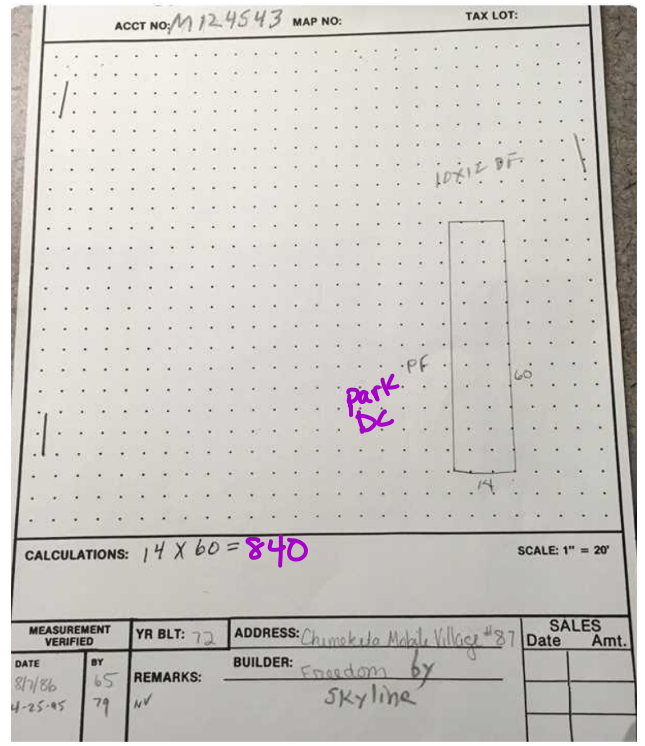 ACCT NO: M124543 MAP NO: TAX LOT:
10X12 DF
PF
Park
DC
60
14
CALCULATIONS: 14 X 60 = 840
SCALE: 1" = 20'
MEASUREMENT VERIFIED
YR BLT: 72
ADDRESS: Chimekata Mobile Village #87
SALES
Date Amt.
DATE BY
8/7/86 65
4-25-95 79
REMARKS:
NV
BUILDER: Freedom by
Skyline